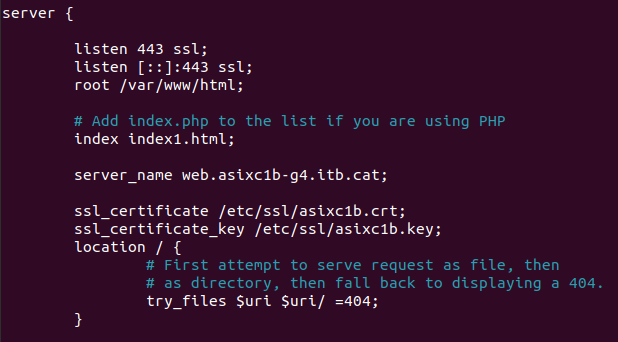 server {
listen 443 ssl;
listen [::]:443 ssl;
root /var/www/html;
# Add index.php to the list if you are using PHP
index index1.html;
server_name web.asixc1b-g4.itb.cat;
ssl_certificate /etc/ssl/asixc1b.crt;
ssl_certificate_key /etc/ssl/asixc1b.key;
location / {
# First attempt to serve request as file, then
# as directory, then fall back to displaying a 404.
try_files $uri $uri/ =404;
}